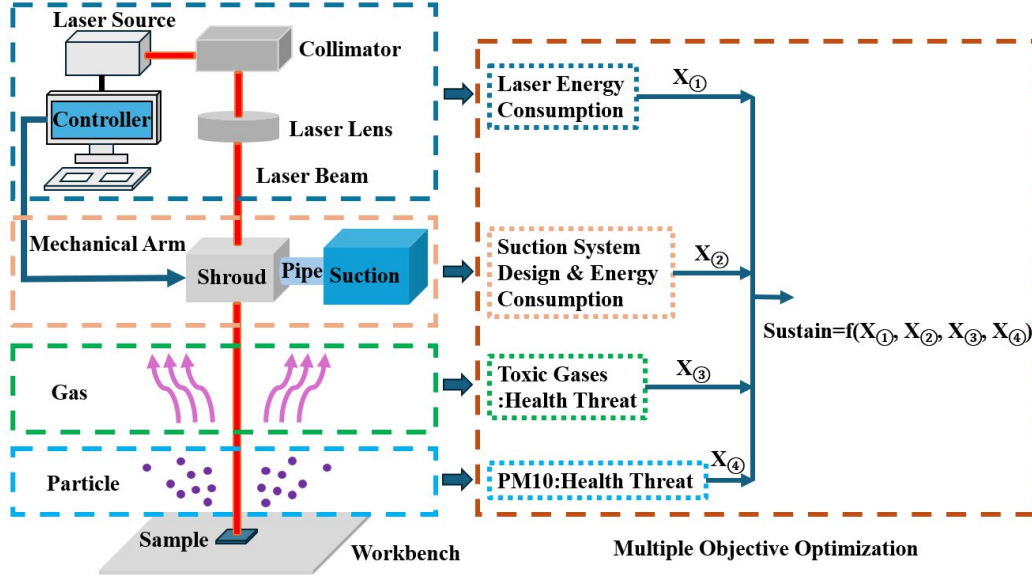 Laser Source
Collimator
Controller
Laser Lens
Laser Beam
Mechanical Arm
Shroud
Pipe
Suction
Gas
Particle
Sample
Workbench
Laser Energy
Consumption
X①
Suction System
Design & Energy
Consumption
X②
Toxic Gases
:Health Threat
X③
PM10:Health Threat
X④
Sustain=f(X①, X②, X③, X④)
Multiple Objective Optimization